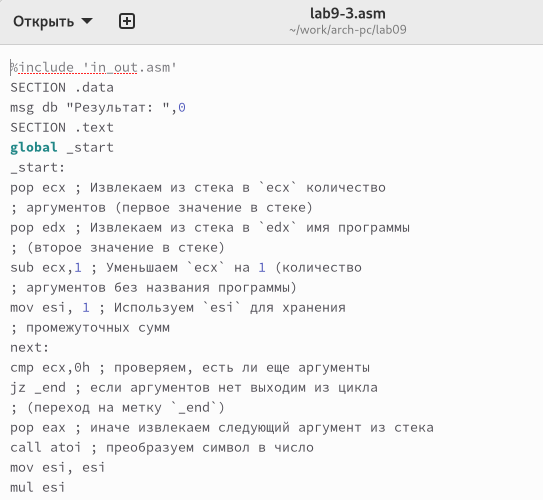 Открыть
lab9-3.asm
~/work/arch-pc/lab09
%include 'in_out.asm'
SECTION .data
msg db "Результат: ",0
SECTION .text
global _start
_start:
pop ecx ; Извлекаем из стека в `ecx` количество
; аргументов (первое значение в стеке)
pop edx ; Извлекаем из стека в `edx` имя программы
; (второе значение в стеке)
sub ecx,1 ; Уменьшаем `ecx` на 1 (количество
; аргументов без названия программы)
mov esi, 1 ; Используем `esi` для хранения
; промежуточных сумм
next:
cmp ecx,0h ; проверяем, есть ли еще аргументы
jz _end ; если аргументов нет выходим из цикла
; (переход на метку `_end`)
pop eax ; иначе извлекаем следующий аргумент из стека
call atoi ; преобразуем символ в число
mov esi, esi
mul esi